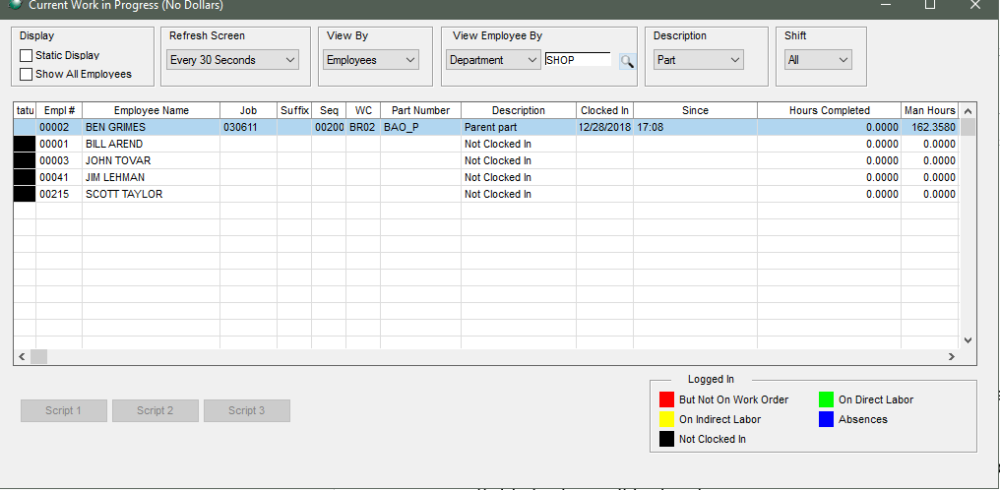 Current Work in Progress (No Dollars)
Display Refresh Screen View By View Employee By Description Shift
Static Display
Show All Employees
Every 30 Seconds Employees Department SHOP Part All
tatu Empl # Employee Name Job Suffix Seq WC Part Number Description Clocked In Since Hours Completed Man Hours
00002 BEN GRIMES 030611 00200 BR02 BAO_P Parent part 12/28/2018 17:08 0.0000 162.3580
00001 BILL AREND Not Clocked In 0.0000 0.0000
00003 JOHN TOVAR Not Clocked In 0.0000 0.0000
00041 JIM LEHMAN Not Clocked In 0.0000 0.0000
00215 SCOTT TAYLOR Not Clocked In 0.0000 0.0000
Script 1 Script 2 Script 3
Logged In
But Not On Work Order On Direct Labor
On Indirect Labor Absences
Not Clocked In